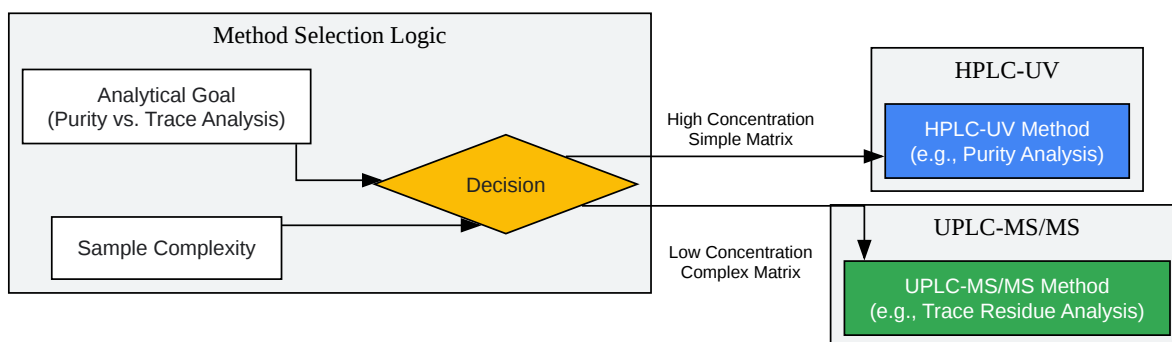 Method Selection Logic
Analytical Goal
(Purity vs. Trace Analysis)
Sample Complexity
Decision
High Concentration
Simple Matrix
Low Concentration
Complex Matrix
HPLC-UV
HPLC-UV Method
(e.g., Purity Analysis)
UPLC-MS/MS
UPLC-MS/MS Method
(e.g., Trace Residue Analysis)